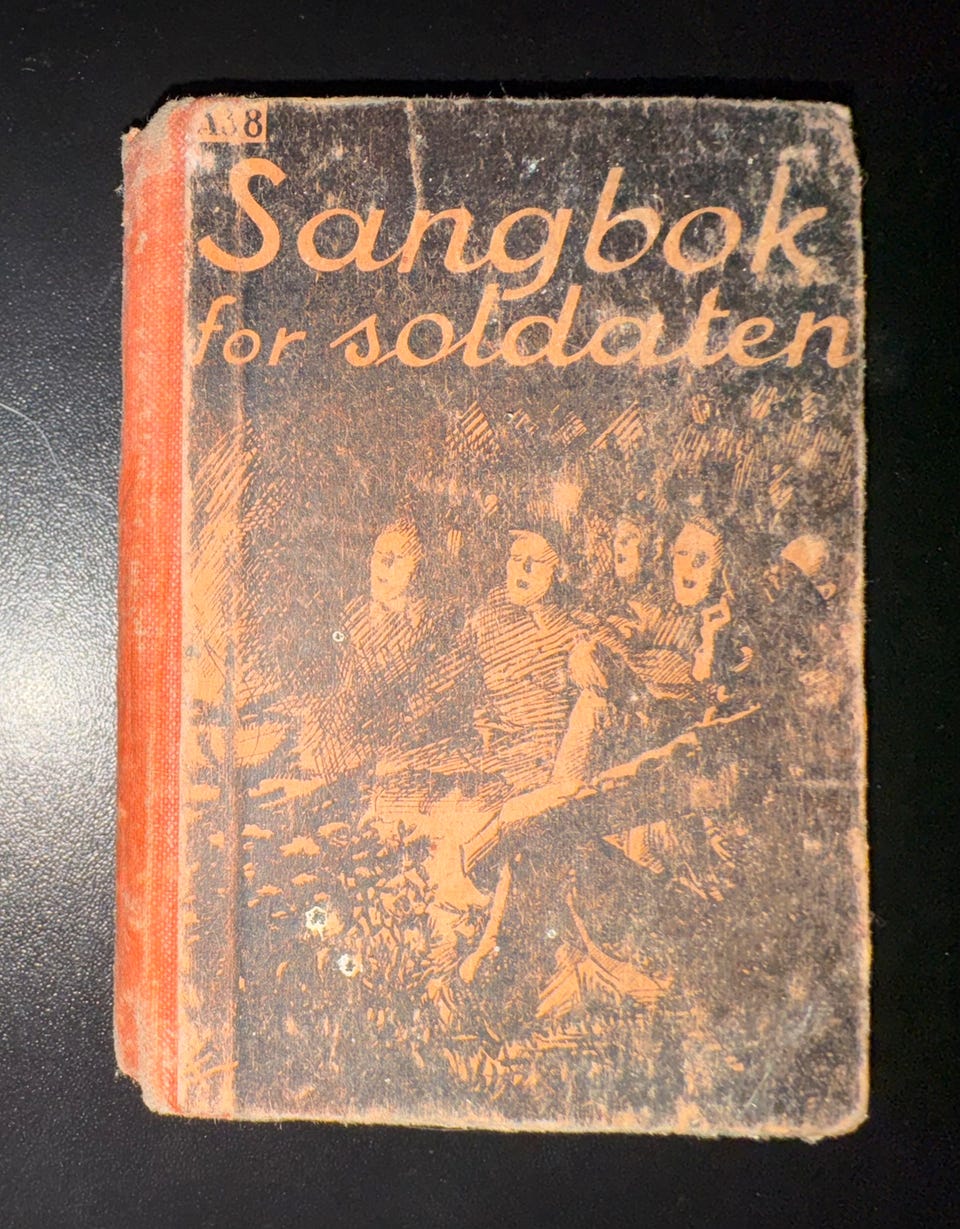 A38
Sangbok
for soldaten